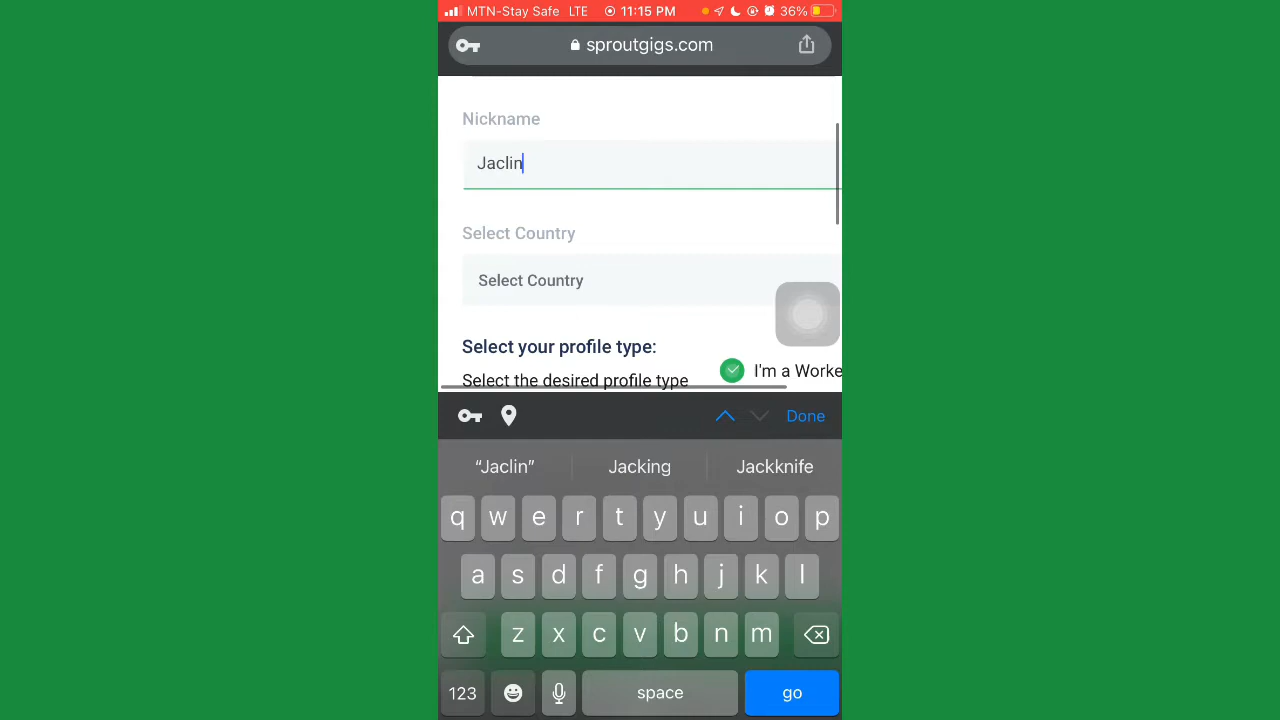 MTN-Stay Safe LTE 11:15 PM 36%
sproutgigs.com
Nickname
Jaclin
Select Country
Select Country
Select your profile type:
Select the desired profile type
I'm a Worke
Done
“Jaclin” Jacking Jackknife
q w e r t y u i o p
a s d f g h j k l
z x c v b n m
123 space go